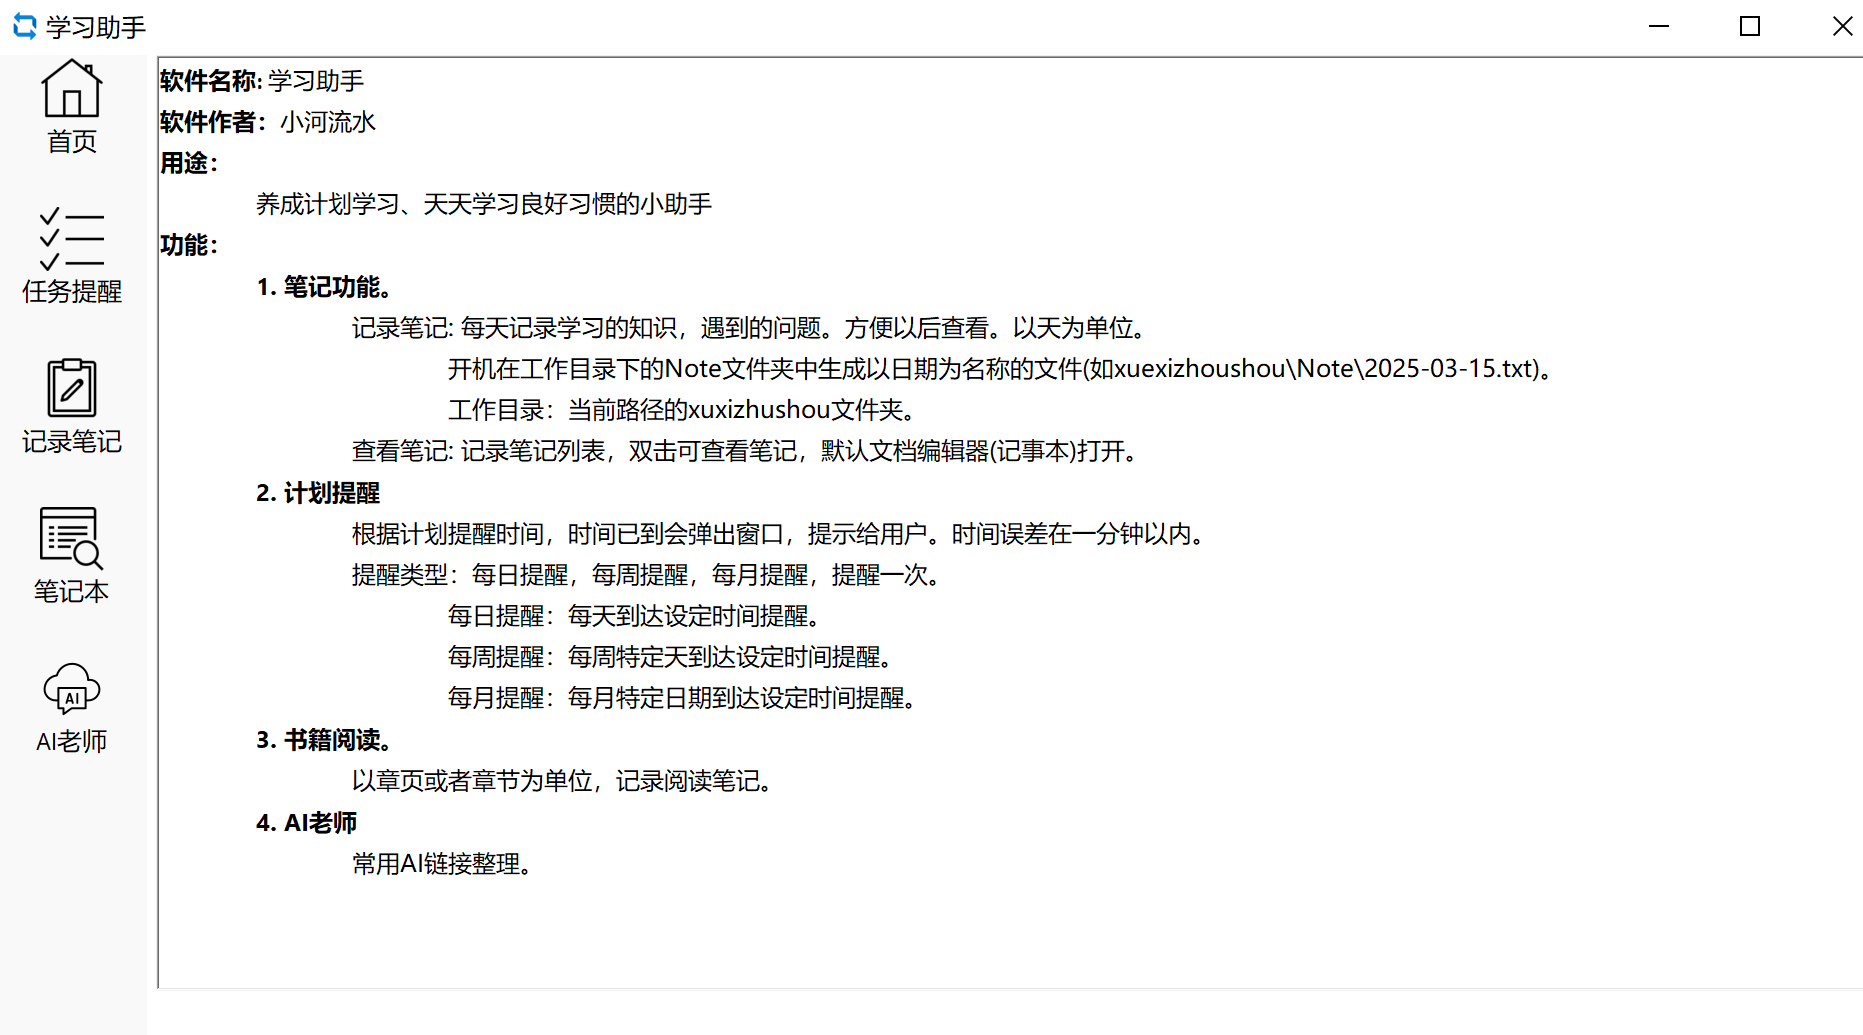 学习助手
首页
任务提醒
记录笔记
笔记本
AI
AI老师
软件名称: 学习助手
软件作者：小河流水
用途：
养成计划学习、天天学习良好习惯的小助手
功能：
1. 笔记功能。
记录笔记: 每天记录学习的知识，遇到的问题。方便以后查看。以天为单位。
开机在工作目录下的Note文件夹中生成以日期为名称的文件(如xuexizhoushou\Note\2025-03-15.txt)。
工作目录：当前路径的xuxizhushou文件夹。
查看笔记: 记录笔记列表，双击可查看笔记，默认文档编辑器(记事本)打开。
2. 计划提醒
根据计划提醒时间，时间已到会弹出窗口，提示给用户。时间误差在一分钟以内。
提醒类型：每日提醒，每周提醒，每月提醒，提醒一次。
每日提醒：每天到达设定时间提醒。
每周提醒：每周特定天到达设定时间提醒。
每月提醒：每月特定日期到达设定时间提醒。
3. 书籍阅读。
以章页或者章节为单位，记录阅读笔记。
4. AI老师
常用AI链接整理。